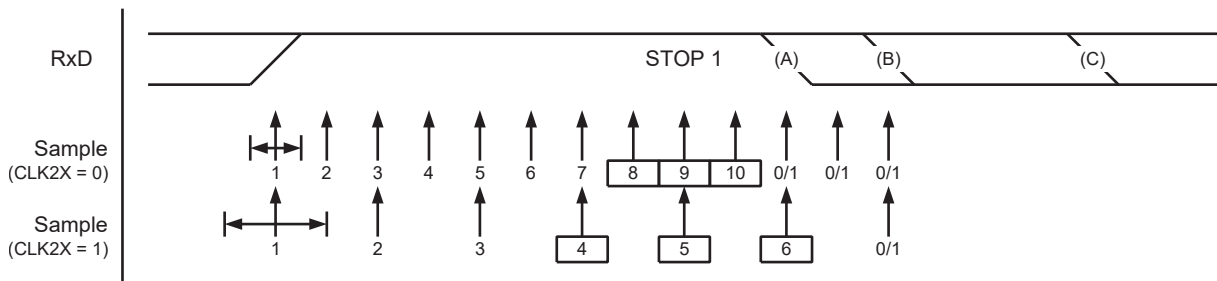 RxD
STOP 1
(A)
(B)
(C)
Sample
(CLK2X = 0)
1 2 3 4 5 6 7 8 9 10 0/1 0/1 0/1
Sample
(CLK2X = 1)
1 2 3 4 5 6 0/1